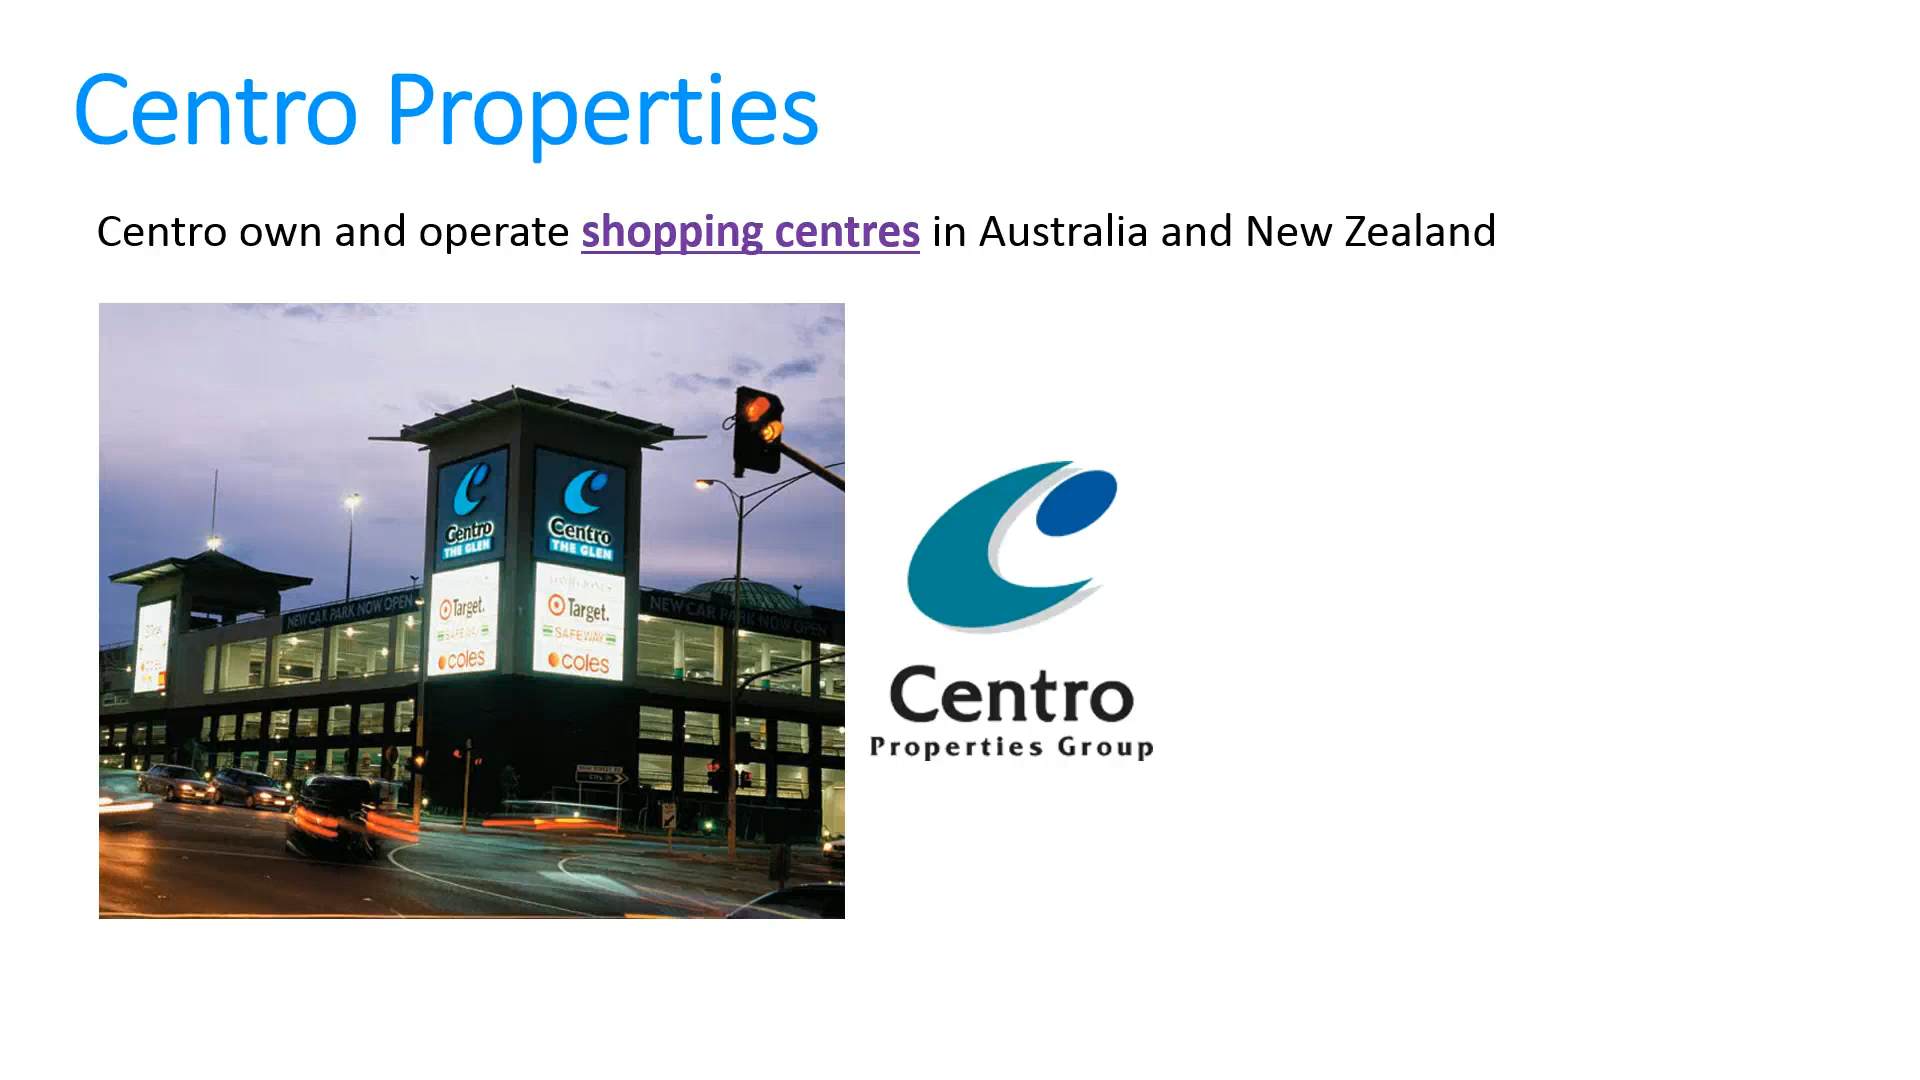 Centro Properties
Centro own and operate shopping centres in Australia and New Zealand
Centro
THE GLEN
Target.
SAFEWAY
coles
Centro
THE GLEN
Target.
SAFEWAY
coles
NEW CAR PARK NOW OPEN
NEW CAR PARK NOW OPEN
Centro
Properties Group